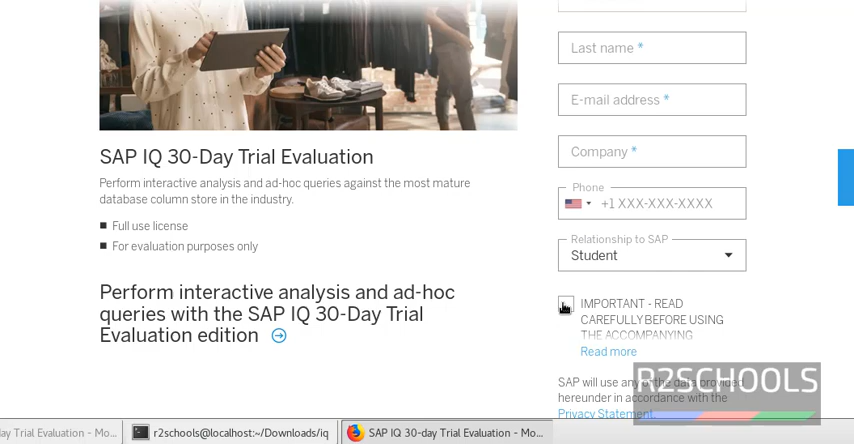 Last name *
E-mail address *
SAP IQ 30-Day Trial Evaluation
Company *
Perform interactive analysis and ad-hoc queries against the most mature
database column store in the industry.
Phone
+1 XXX-XXX-XXXX
Full use license
For evaluation purposes only
Relationship to SAP
Student
Perform interactive analysis and ad-hoc
queries with the SAP IQ 30-Day Trial
Evaluation edition
IMPORTANT - READ
CAREFULLY BEFORE USING
THE ACCOMPANYING
Read more
SAP will use any of the data provided
hereunder in accordance with the
Privacy Statement.
R2SCHOOLS
ay Trial Evaluation - Mo...
r2schools@localhost:~/Downloads/iq
SAP IQ 30-day Trial Evaluation - Mo...